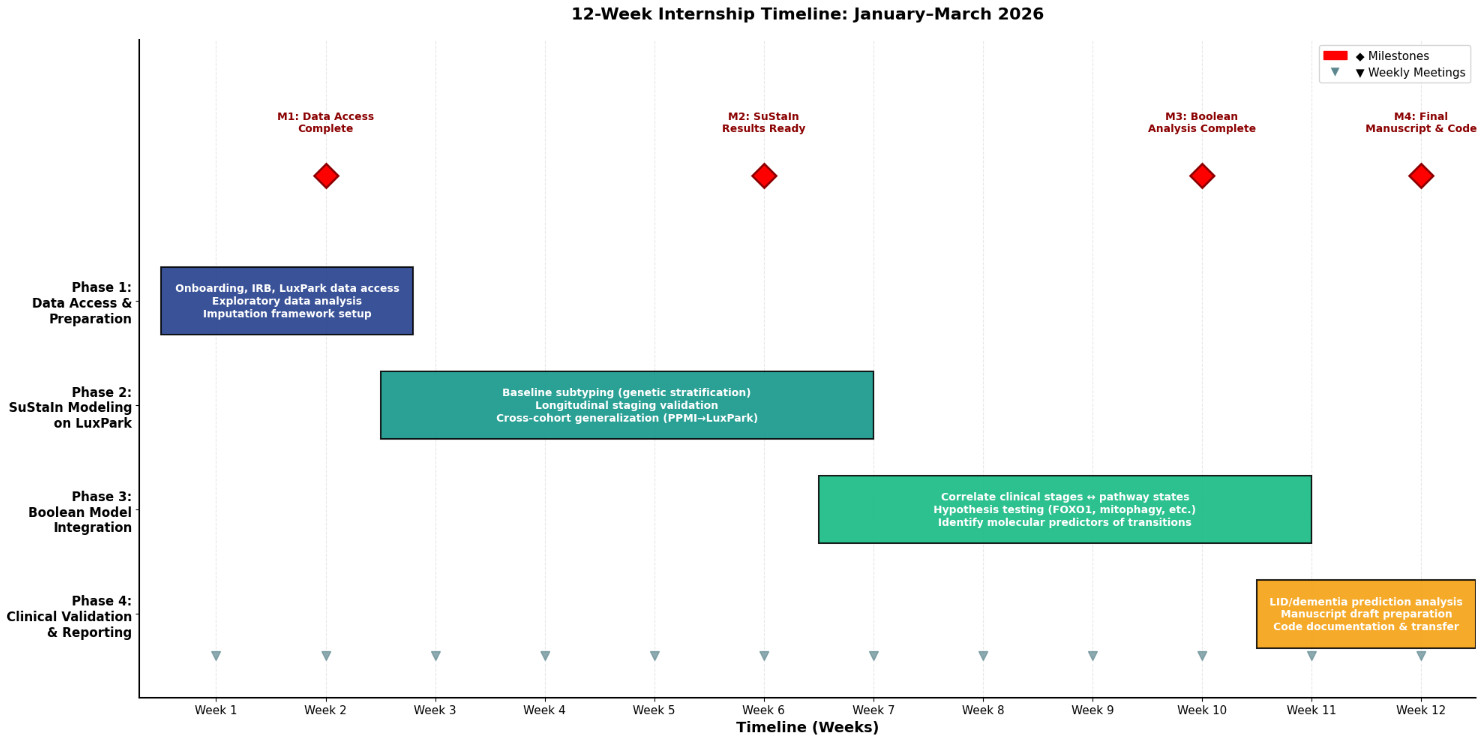 12-Week Internship Timeline: January–March 2026
◆ Milestones
▼ Weekly Meetings
M1: Data Access
Complete
M2: SuStaIn
Results Ready
M3: Boolean
Analysis Complete
M4: Final
Manuscript & Code
Phase 1:
Data Access &
Preparation
Onboarding, IRB, LuxPark data access
Exploratory data analysis
Imputation framework setup
Phase 2:
SuStaIn Modeling
on LuxPark
Baseline subtyping (genetic stratification)
Longitudinal staging validation
Cross-cohort generalization (PPMI→LuxPark)
Phase 3:
Boolean Model
Integration
Correlate clinical stages ↔ pathway states
Hypothesis testing (FOXO1, mitophagy, etc.)
Identify molecular predictors of transitions
Phase 4:
Clinical Validation
& Reporting
LID/dementia prediction analysis
Manuscript draft preparation
Code documentation & transfer
Week 1
Week 2
Week 3
Week 4
Week 5
Week 6
Week 7
Week 8
Week 9
Week 10
Week 11
Week 12
Timeline (Weeks)